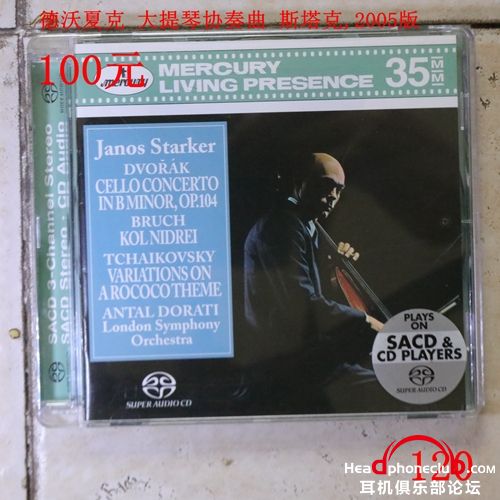 德沃夏克 大提琴协奏曲 斯塔克,2005版
100元
mercury
MERCURY
LIVING PRESENCE
35MM
Janos Starker
DVOŘÁK
CELLO CONCERTO
IN B MINOR, OP.104
BRUCH
KOL NIDREI
TCHAIKOVSKY
VARIATIONS ON
A ROCOCO THEME
ANTAL DORATI
London Symphony
Orchestra
SUPER AUDIO CD
PLAYS
ON
SACD &
CD PLAYERS
SUPER AUDIO CD
SACD 3-Channel Stereo
SACD Stereo · CD Audio
120
耳机俱乐部论坛